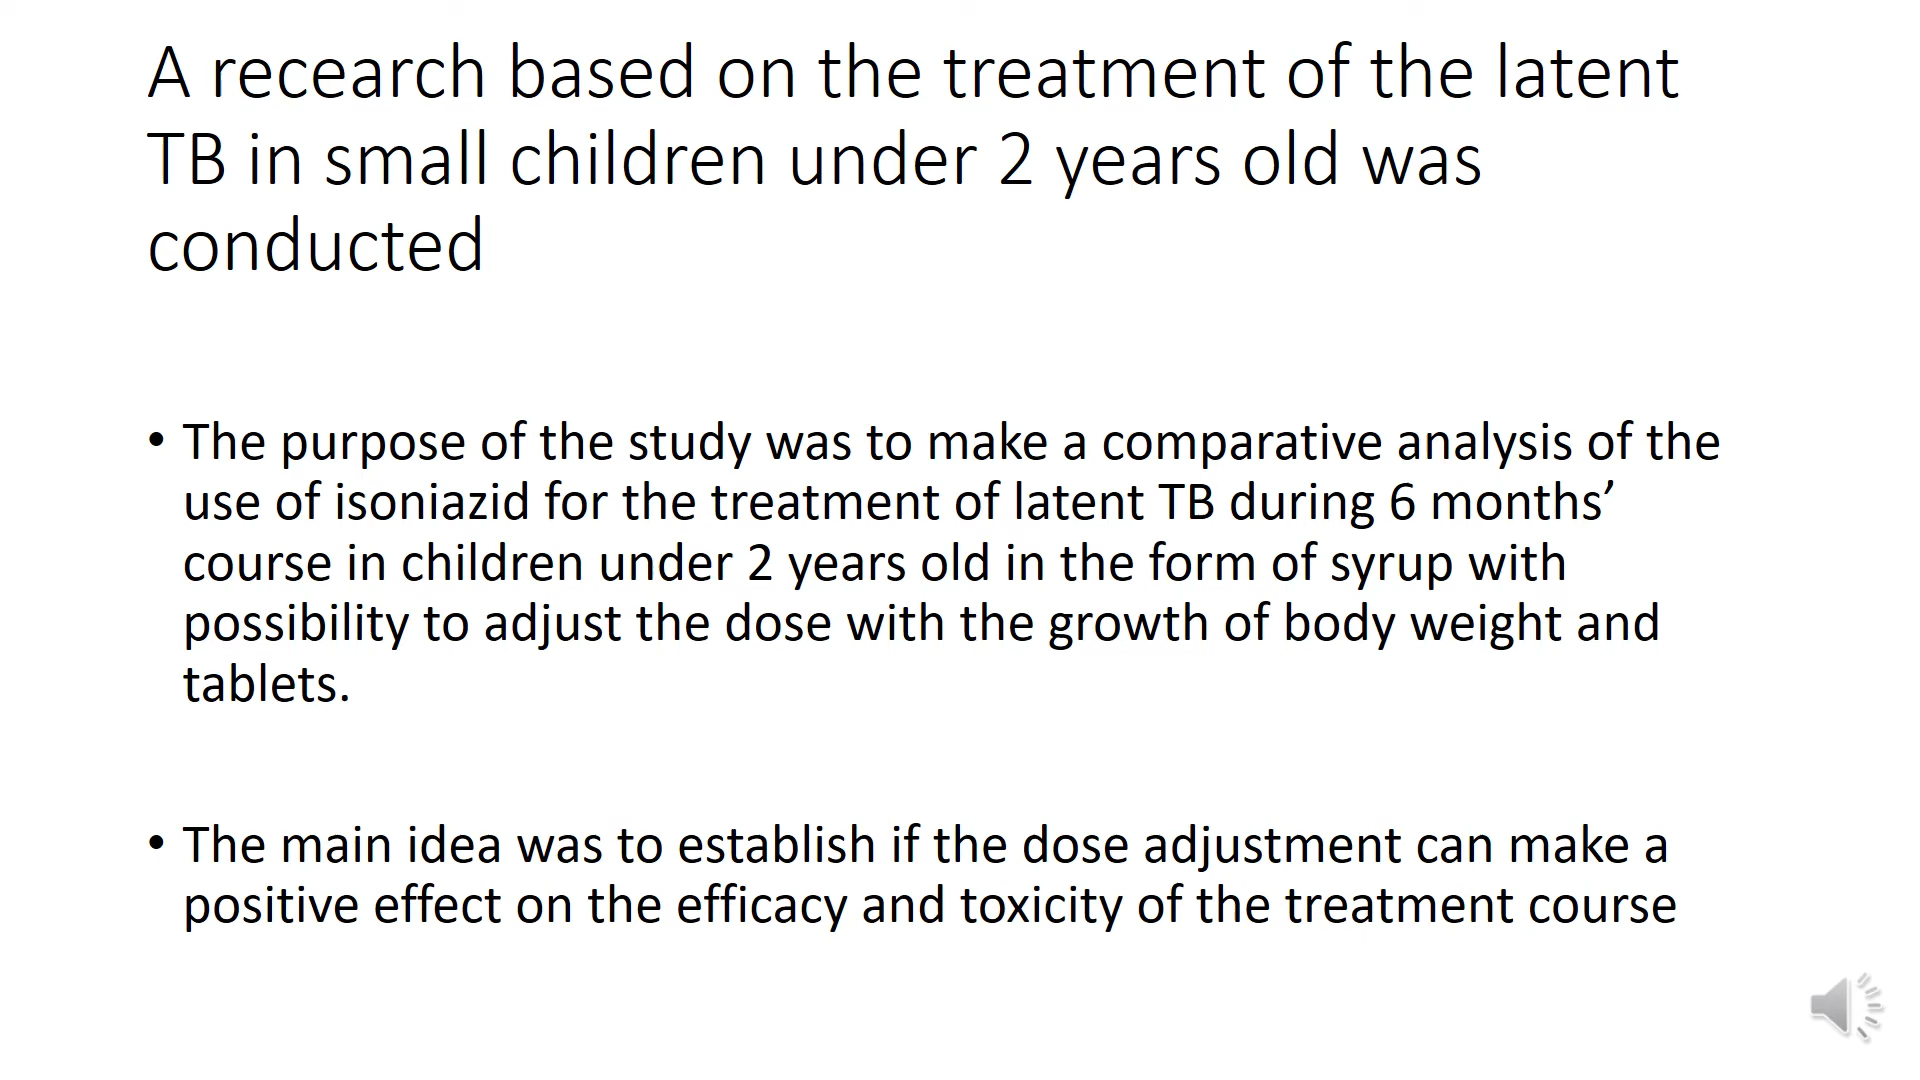 A recearch based on the treatment of the latent
TB in small children under 2 years old was
conducted
• The purpose of the study was to make a comparative analysis of the
use of isoniazid for the treatment of latent TB during 6 months’
course in children under 2 years old in the form of syrup with
possibility to adjust the dose with the growth of body weight and
tablets.
• The main idea was to establish if the dose adjustment can make a
positive effect on the efficacy and toxicity of the treatment course